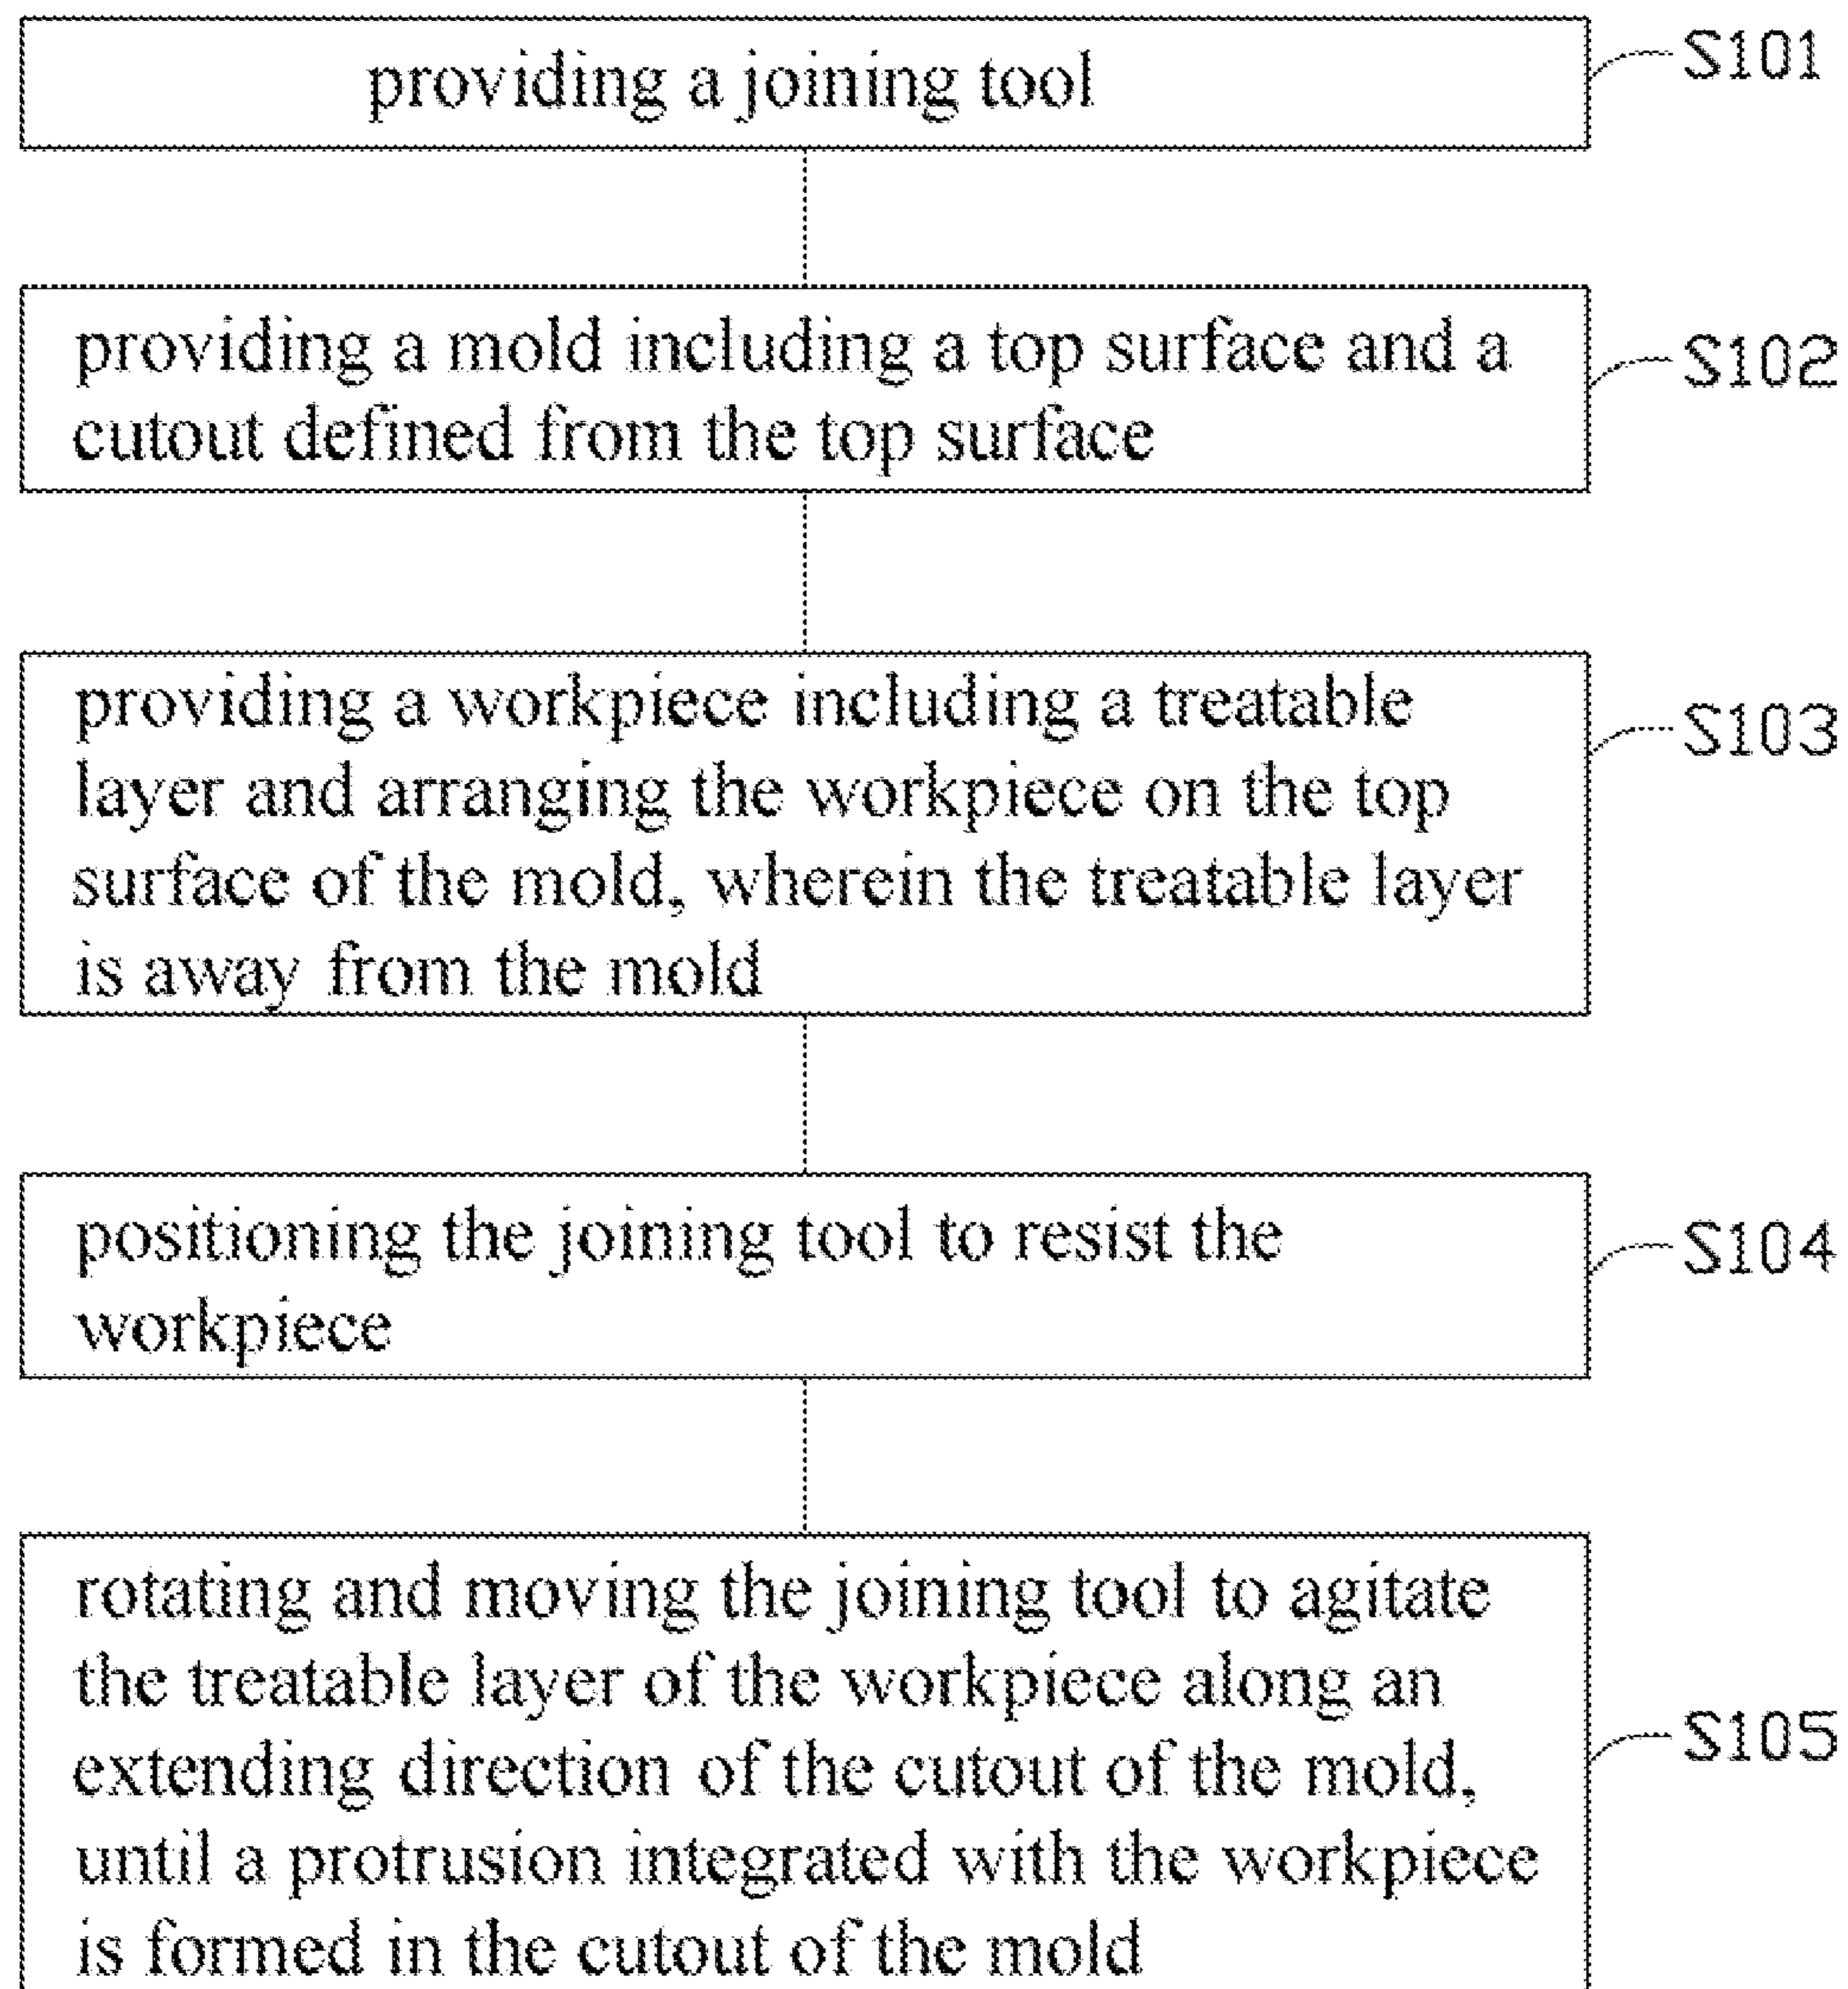 providing a joining tool
S101
providing a mold including a top surface and a
cutout defined from the top surface
S102
providing a workpiece including a treatable
layer and arranging the workpiece on the top
surface of the mold, wherein the treatable layer
is away from the mold
S103
positioning the joining tool to resist the
workpiece
S104
rotating and moving the joining tool to agitate
the treatable layer of the workpiece along an
extending direction of the cutout of the mold,
until a protrusion integrated with the workpiece
is formed in the cutout of the mold
S105